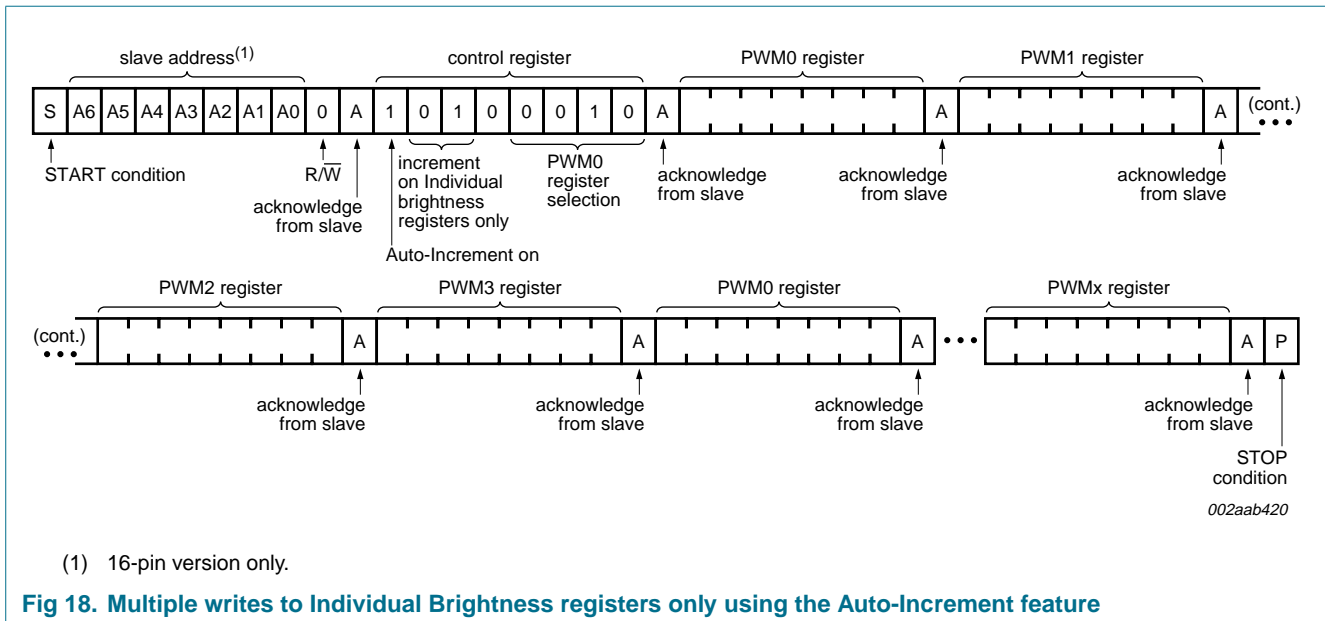 slave address(1)
control register
PWM0 register
PWM1 register
S A6 A5 A4 A3 A2 A1 A0 0 A 1 0 1 0 0 0 1 0 A A A (cont.)
START condition
R/W̅
acknowledge
from slave
Auto-Increment on
increment
on Individual
brightness
registers only
PWM0
register
selection
acknowledge
from slave
acknowledge
from slave
acknowledge
from slave
PWM2 register
PWM3 register
PWM0 register
PWMx register
(cont.) A A A A P
acknowledge
from slave
acknowledge
from slave
acknowledge
from slave
acknowledge
from slave
STOP
condition
002aab420
(1) 16-pin version only.
Fig 18. Multiple writes to Individual Brightness registers only using the Auto-Increment feature